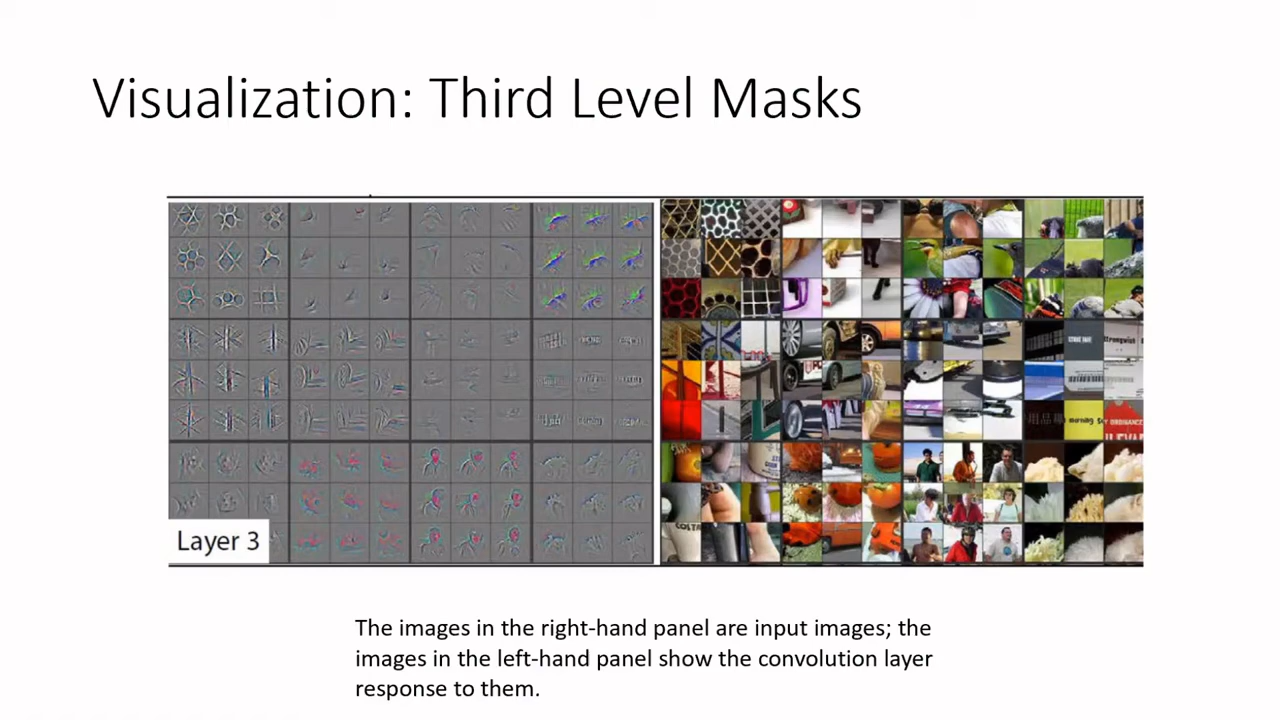 Visualization: Third Level Masks
Layer 3
The images in the right-hand panel are input images; the
images in the left-hand panel show the convolution layer
response to them.